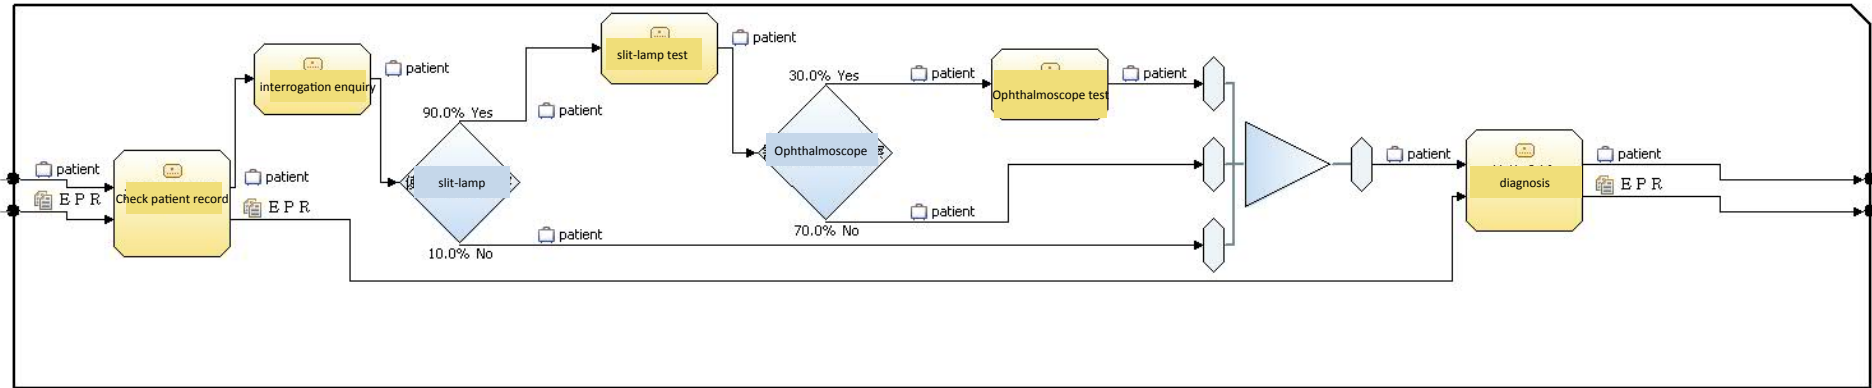 patient
E P R
Check patient record
patient
E P R
interrogation enquiry
patient
90.0% Yes
slit-lamp
10.0% No
patient
patient
slit-lamp test
patient
30.0% Yes
Ophthalmoscope
70.0% No
patient
patient
Ophthalmoscope test
patient
patient
diagnosis
patient
E P R